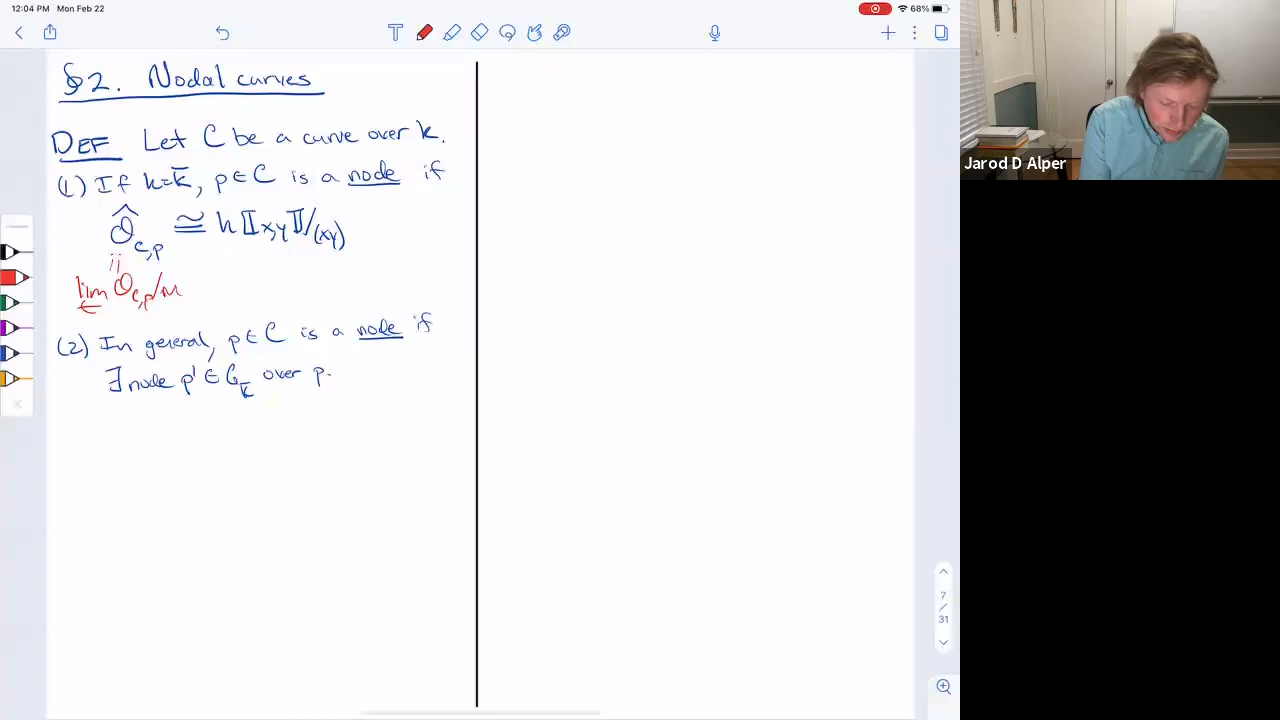 12:04 PM Mon Feb 22
68%
§2. Nodal curves
DEF Let C be a curve over k.
(1) If k=k̄, p∈C is a node if
Ô_{C,p} ≅ k⟦x,y⟧/(xy)
lim O_{C,p}/m
(2) In general, p∈C is a node if
∃ node p'∈C_k̄ over p.
Jarod D Alper
7
/
31